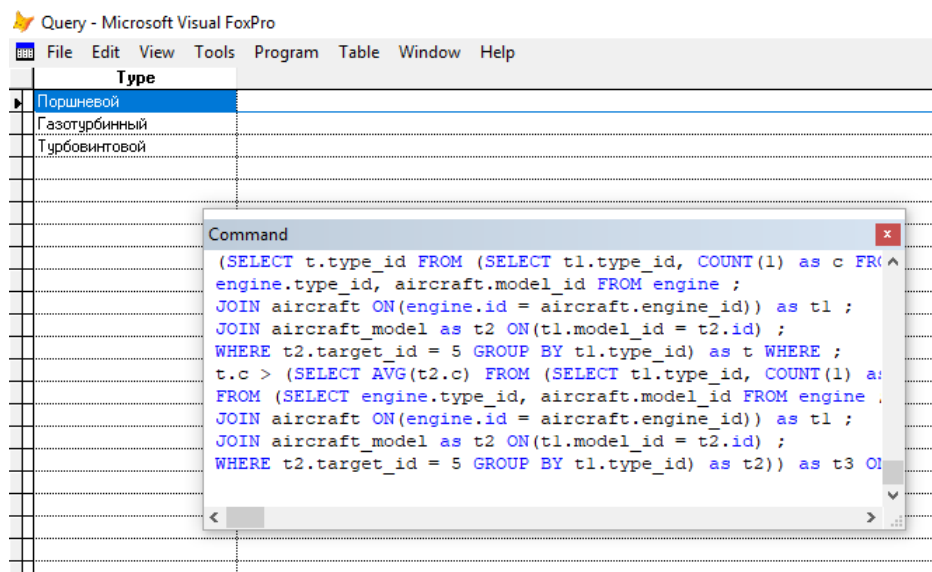 Query - Microsoft Visual FoxPro
File Edit View Tools Program Table Window Help
Type
Поршневой
Газотурбинный
Турбовинтовой
Command
(SELECT t.type_id FROM (SELECT t1.type_id, COUNT(1) as c
engine.type_id, aircraft.model_id FROM engine ;
JOIN aircraft ON(engine.id = aircraft.engine_id)) as t1 ;
JOIN aircraft_model as t2 ON(t1.model_id = t2.id) ;
WHERE t2.target_id = 5 GROUP BY t1.type_id) as t WHERE ;
t.c > (SELECT AVG(t2.c) FROM (SELECT t1.type_id, COUNT(1)
FROM (SELECT engine.type_id, aircraft.model_id FROM engine
JOIN aircraft ON(engine.id = aircraft.engine_id)) as t1 ;
JOIN aircraft_model as t2 ON(t1.model_id = t2.id) ;
WHERE t2.target_id = 5 GROUP BY t1.type_id) as t2)) as t3